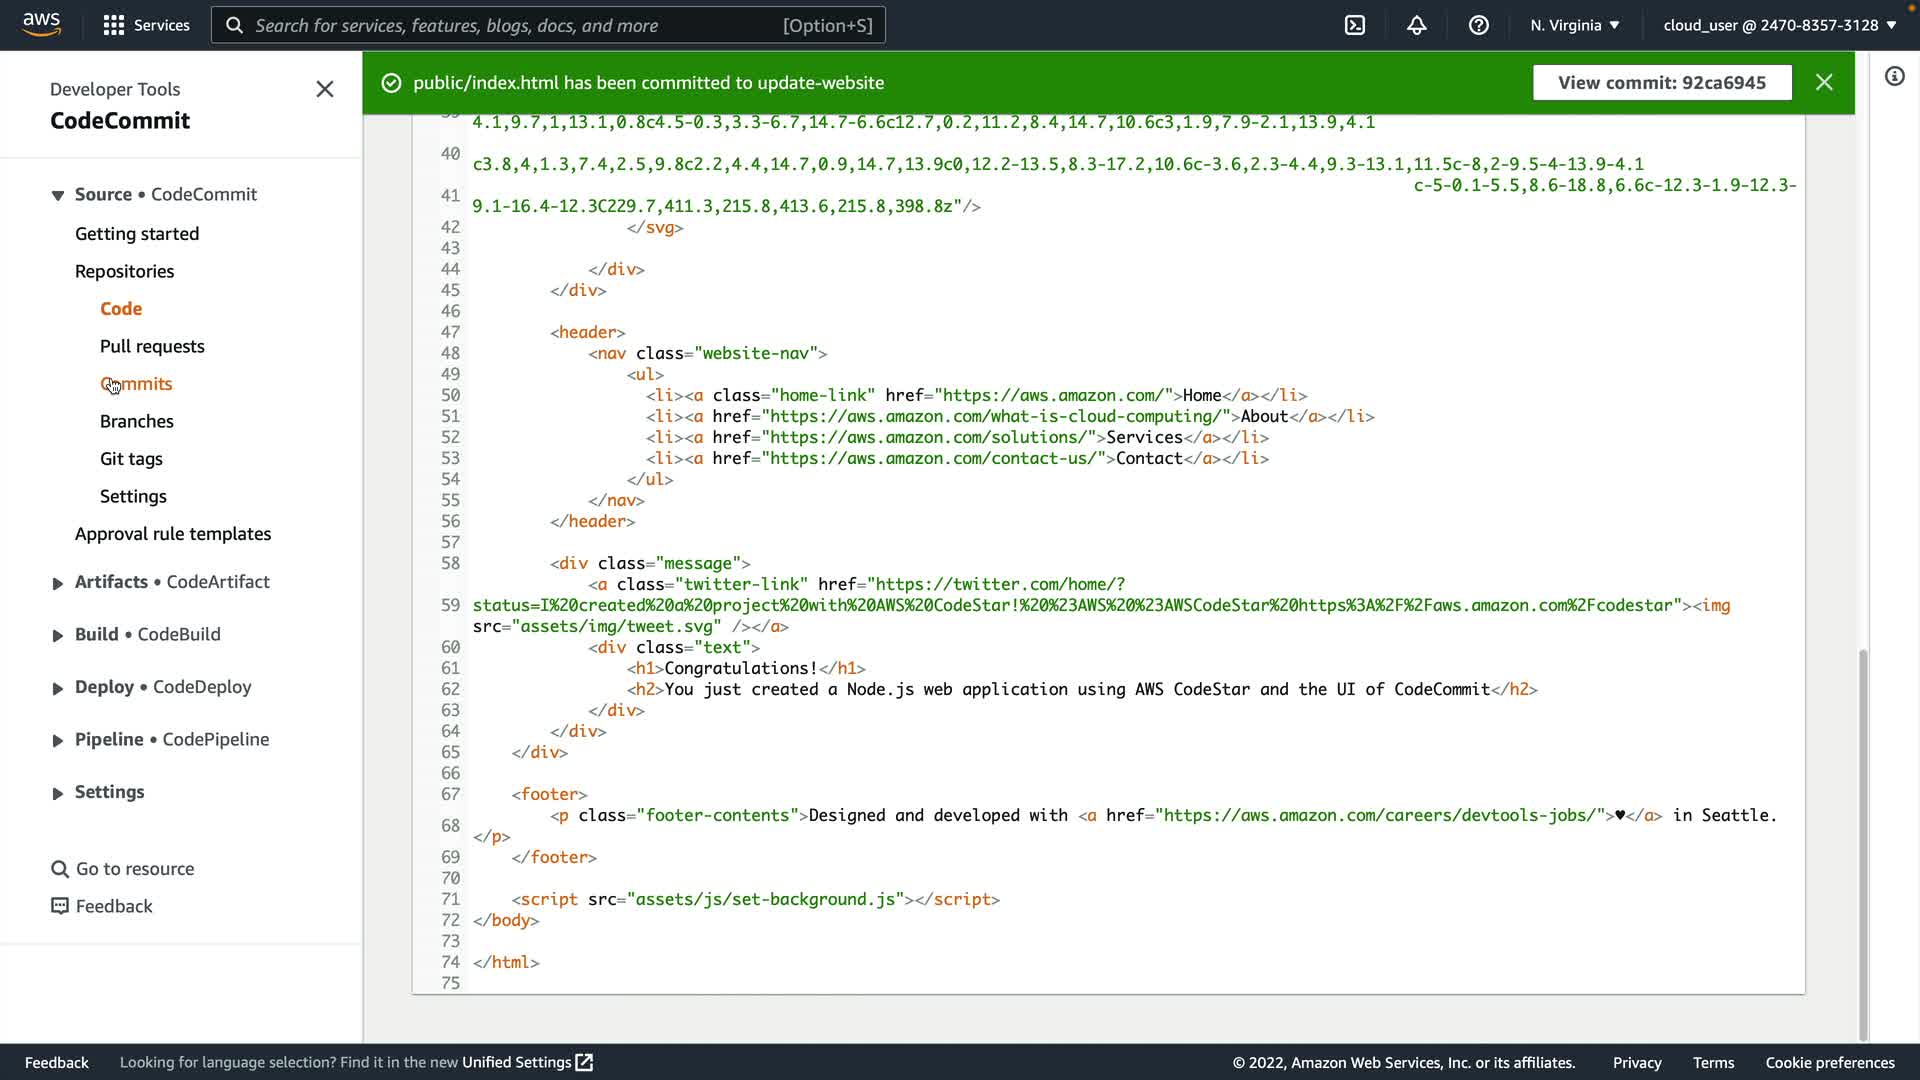 aws
Services
Search for services, features, blogs, docs, and more
[Option+S]
N. Virginia ▼
cloud_user @ 2470-8357-3128 ▼
Developer Tools
CodeCommit
Source • CodeCommit
Getting started
Repositories
Code
Pull requests
Commits
Branches
Git tags
Settings
Approval rule templates
Artifacts • CodeArtifact
Build • CodeBuild
Deploy • CodeDeploy
Pipeline • CodePipeline
Settings
Go to resource
Feedback
public/index.html has been committed to update-website
View commit: 92ca6945
4.1,9.7,1,13.1,0.8c4.5-0.3,3.3-6.7,14.7-6.6c12.7,0.2,11.2,8.4,14.7,10.6c3,1.9,7.9-2.1,13.9,4.1
40
c3.8,4,1.3,7.4,2.5,9.8c2.2,4.4,14.7,0.9,14.7,13.9c0,12.2-13.5,8.3-17.2,10.6c-3.6,2.3-4.4,9.3-13.1,11.5c-8,2-9.5-4-13.9-4.1
c-5-0.1-5.5,8.6-18.8,6.6c-12.3-1.9-12.3-
41
9.1-16.4-12.3C229.7,411.3,215.8,413.6,215.8,398.8z"/>
42 </svg>
43
44 </div>
45 </div>
46
47 <header>
48 <nav class="website-nav">
49 <ul>
50 <li><a class="home-link" href="https://aws.amazon.com/">Home</a></li>
51 <li><a href="https://aws.amazon.com/what-is-cloud-computing/">About</a></li>
52 <li><a href="https://aws.amazon.com/solutions/">Services</a></li>
53 <li><a href="https://aws.amazon.com/contact-us/">Contact</a></li>
54 </ul>
55 </nav>
56 </header>
57
58 <div class="message">
<a class="twitter-link" href="https://twitter.com/home/?
59 status=I%20created%20a%20project%20with%20AWS%20CodeStar!%20%23AWS%20%23AWSCodeStar%20https%3A%2F%2Faws.amazon.com%2Fcodestar"><img
src="assets/img/tweet.svg" /></a>
60 <div class="text">
61 <h1>Congratulations!</h1>
62 <h2>You just created a Node.js web application using AWS CodeStar and the UI of CodeCommit</h2>
63 </div>
64 </div>
65 </div>
66
67 <footer>
<p class="footer-contents">Designed and developed with <a href="https://aws.amazon.com/careers/devtools-jobs/">♥</a> in Seattle.
68
</p>
69 </footer>
70
71 <script src="assets/js/set-background.js"></script>
72 </body>
73
74 </html>
75
Feedback
Looking for language selection? Find it in the new Unified Settings
© 2022, Amazon Web Services, Inc. or its affiliates.
Privacy
Terms
Cookie preferences